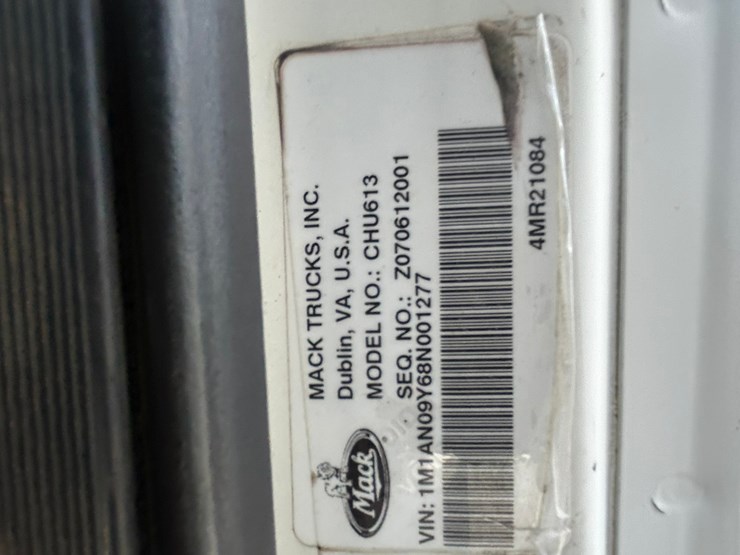 MACK TRUCKS, INC.
Dublin, VA, U.S.A.
MODEL NO.: CHU613
SEQ. NO.: Z070612001
Mack
VIN: 1M1AN09Y68N001277
4MR21084